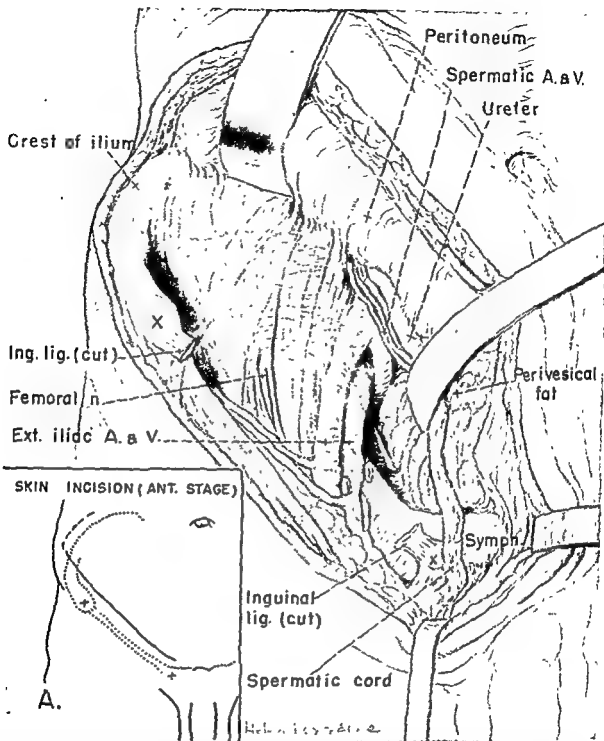 Peritoneum
Spermatic A. & V.
Ureter
Crest of ilium
X
Ing. lig. (cut)
Femoral n
Ext. iliac A. & V.
Perivesical
fat
SKIN INCISION (ANT. STAGE)
Symph.
Inguinal
lig. (cut)
Spermatic cord
A.